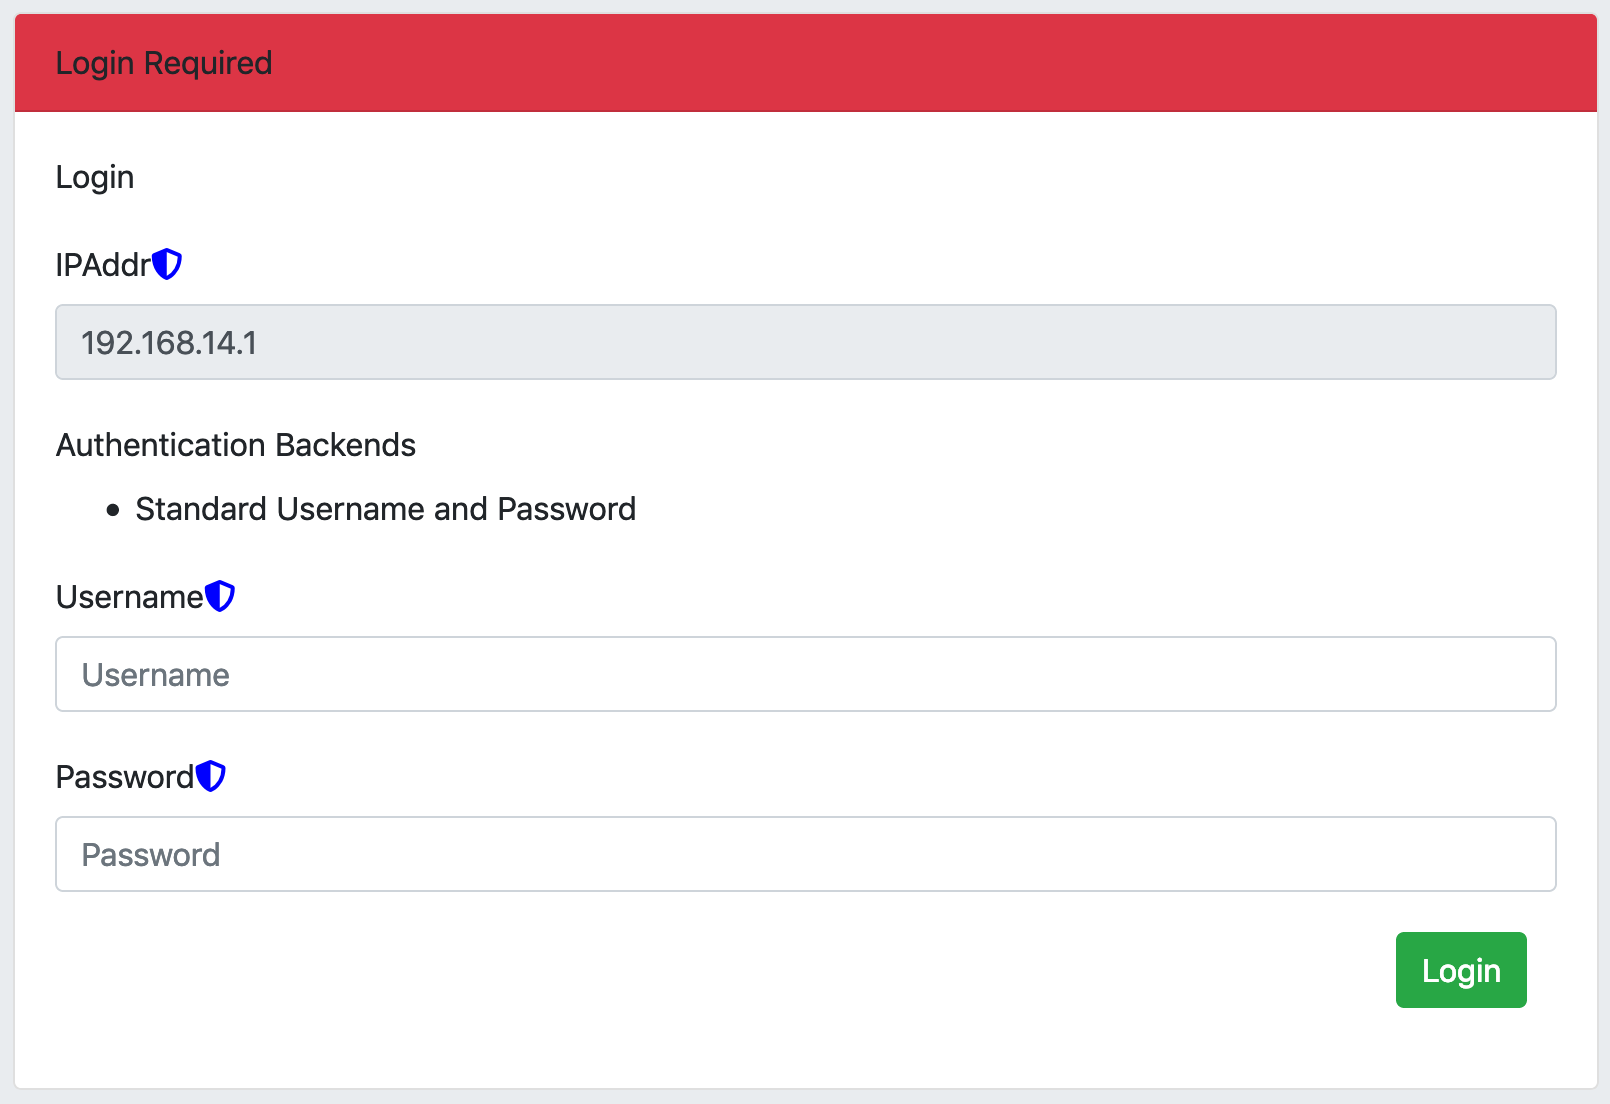 Login Required
Login
IPAddr
192.168.14.1
Authentication Backends
Standard Username and Password
Username
Username
Password
Password
Login